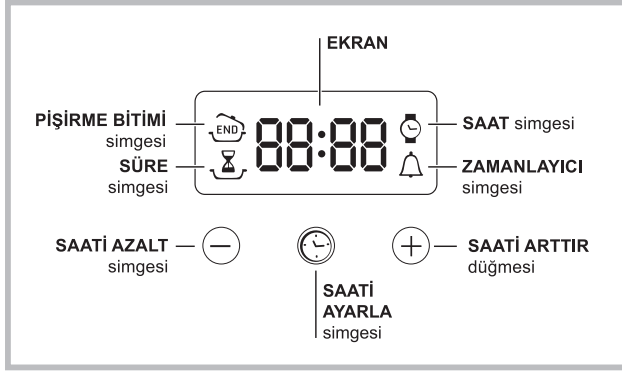 EKRAN
PİŞİRME BİTİMİ
simgesi
END
SÜRE
simgesi
88:88
SAAT simgesi
ZAMANLAYICI
simgesi
SAATİ AZALT
simgesi
SAATİ
AYARLA
simgesi
SAATİ ARTTIR
düğmesi